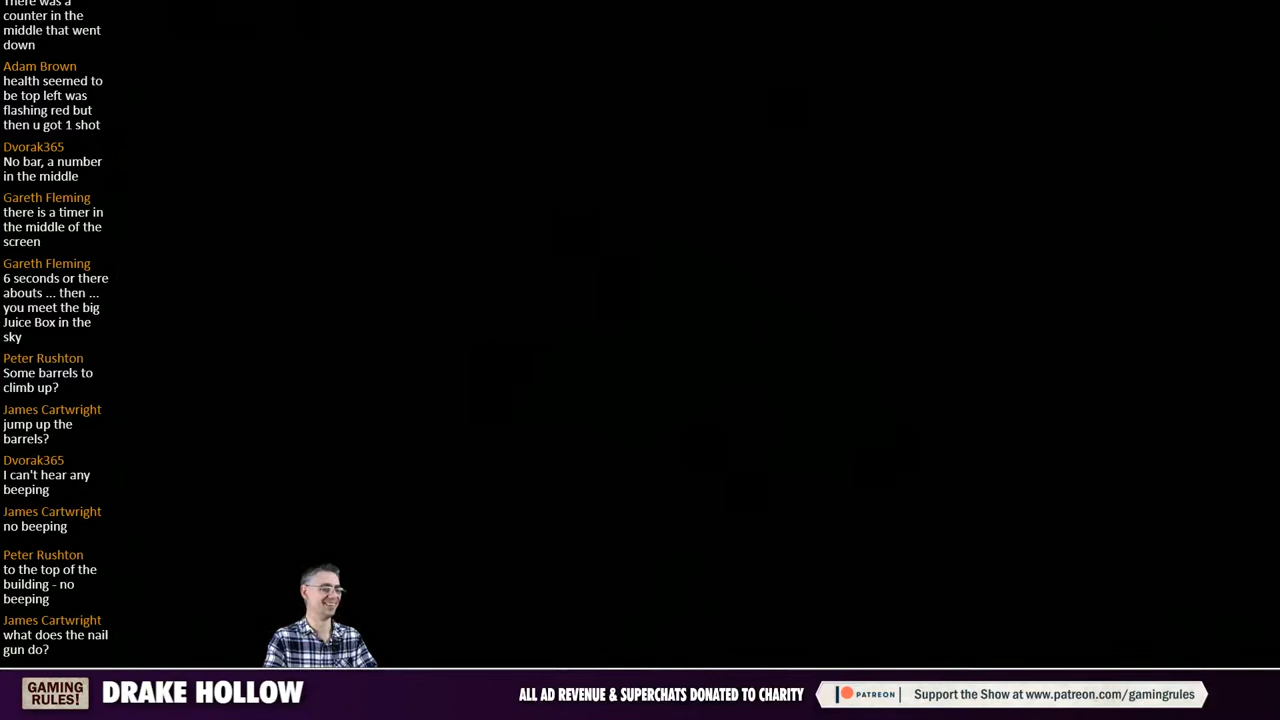 There was a
counter in the
middle that went
down
Adam Brown
health seemed to
be top left was
flashing red but
then u got 1 shot
Dvorak365
No bar, a number
in the middle
Gareth Fleming
there is a timer in
the middle of the
screen
Gareth Fleming
6 seconds or there
abouts ... then ...
you meet the big
Juice Box in the
sky
Peter Rushton
Some barrels to
climb up?
James Cartwright
jump up the
barrels?
Dvorak365
I can't hear any
beeping
James Cartwright
no beeping
Peter Rushton
to the top of the
building - no
beeping
James Cartwright
what does the nail
gun do?
GAMING
RULES!
DRAKE HOLLOW
ALL AD REVENUE & SUPERCHATS DONATED TO CHARITY
PATREON
Support the Show at www.patreon.com/gamingrules